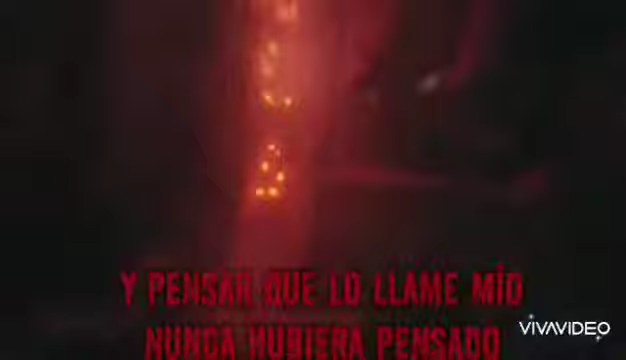 Y PENSAR QUE LO LLAME MÍO
NUNCA HUBIERA PENSADO
VIVAVIDEO